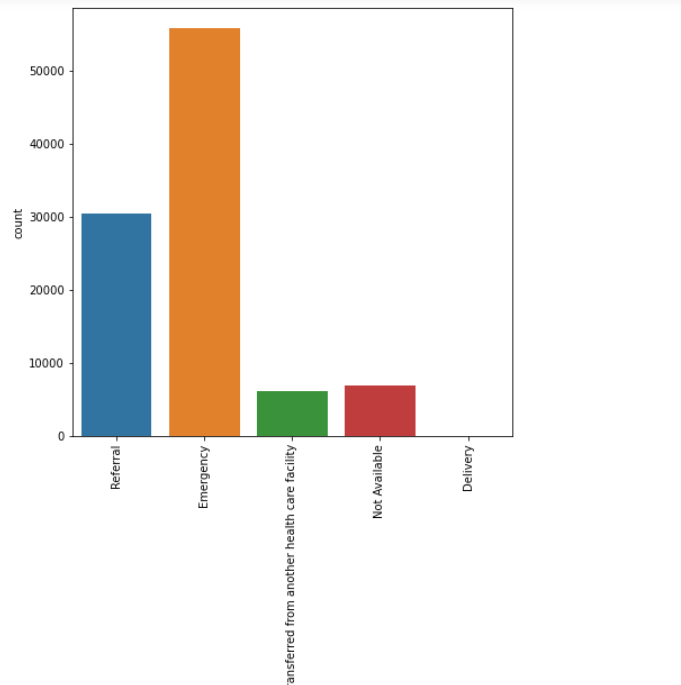 50000
40000
30000
20000
10000
0
count
Referral
Emergency
ransferred from another health care facility
Not Available
Delivery